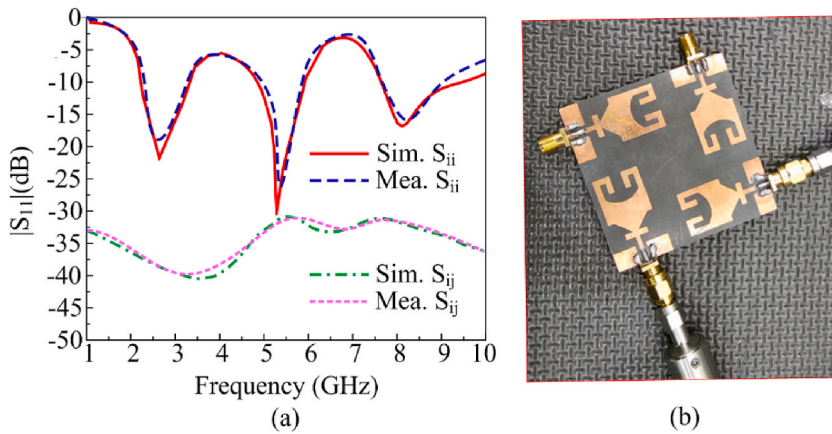 0
-5
-10
-15
-20
-25
-30
-35
-40
-45
-50
|S₁₁|(dB)
Sim. Sᵢᵢ
Mea. Sᵢᵢ
Sim. Sᵢⱼ
Mea. Sᵢⱼ
1 2 3 4 5 6 7 8 9 10
Frequency (GHz)
(a)
(b)